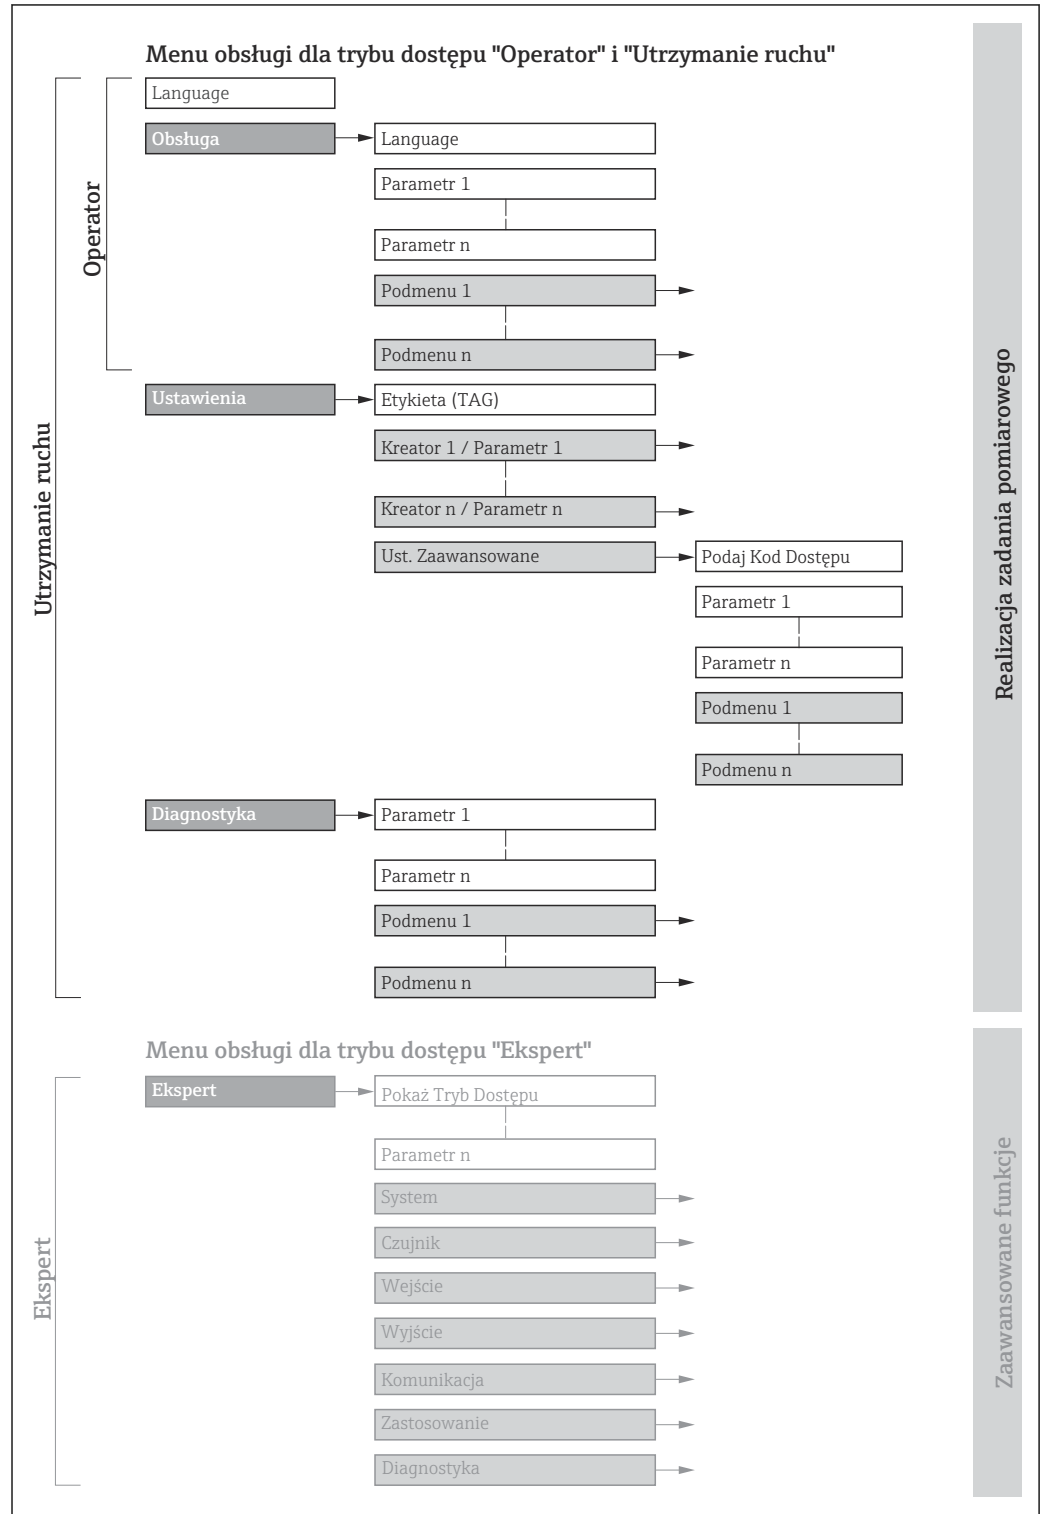 Menu obsługi dla trybu dostępu "Operator" i "Utrzymanie ruchu"
Language
Obsługa
Language
Parametr 1
Parametr n
Podmenu 1
Podmenu n
Operator
Ustawienia
Etykieta (TAG)
Kreator 1 / Parametr 1
Kreator n / Parametr n
Ust. Zaawansowane
Podaj Kod Dostępu
Parametr 1
Parametr n
Podmenu 1
Podmenu n
Utrzymanie ruchu
Diagnostyka
Parametr 1
Parametr n
Podmenu 1
Podmenu n
Realizacja zadania pomiarowego
Menu obsługi dla trybu dostępu "Ekspert"
Ekspert
Pokaż Tryb Dostępu
Parametr n
System
Czujnik
Wejście
Wyjście
Komunikacja
Zastosowanie
Diagnostyka
Ekspert
Zaawansowane funkcje